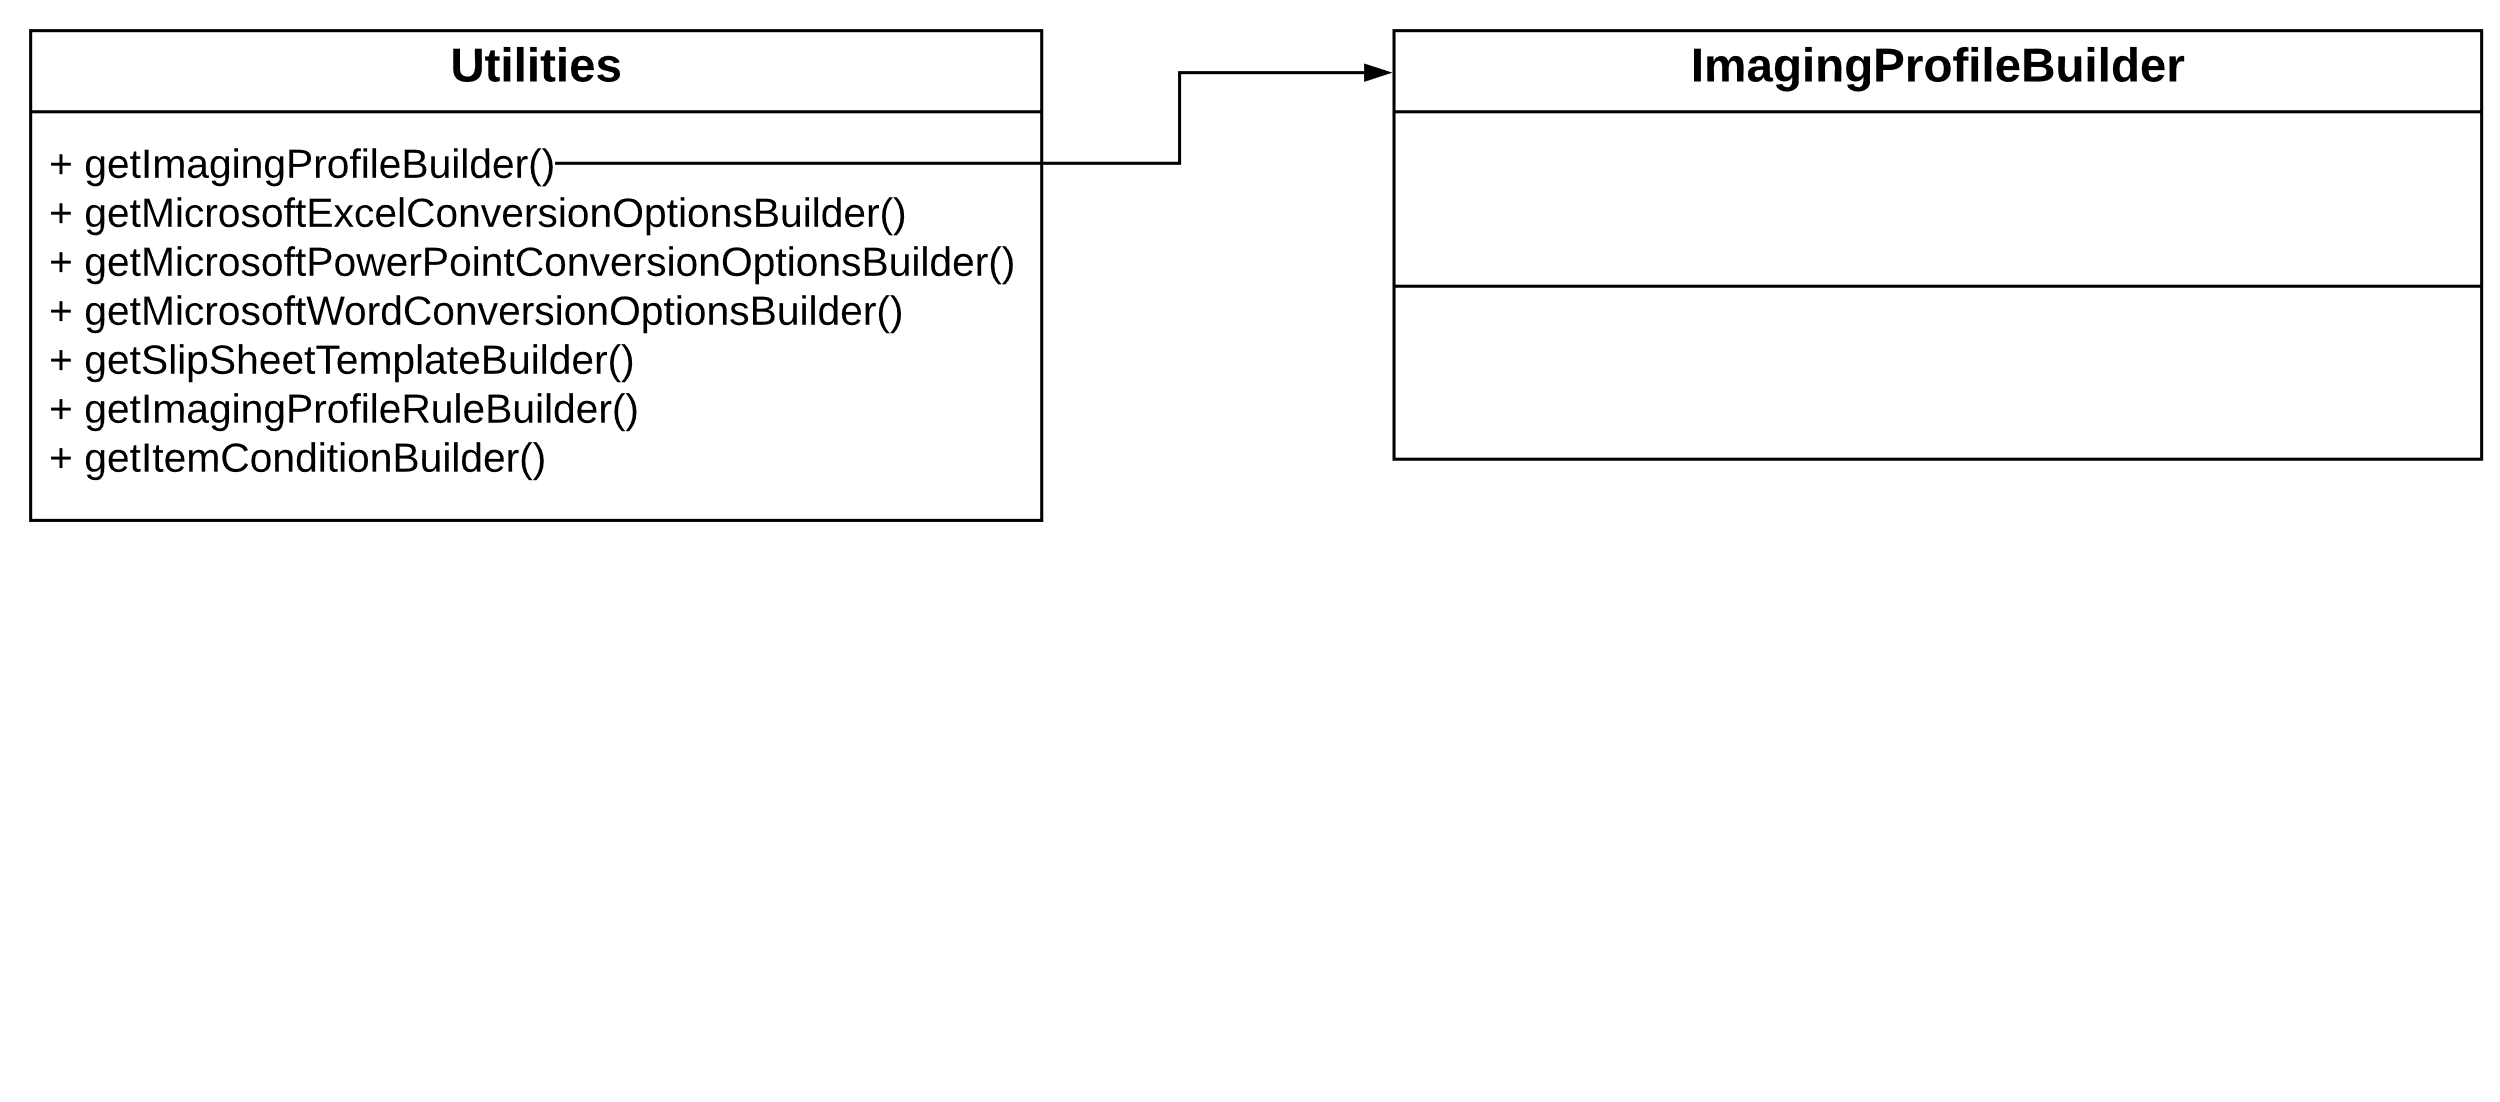 Utilities
+ getImagingProfileBuilder()
+ getMicrosoftExcelConversionOptionsBuilder()
+ getMicrosoftPowerPointConversionOptionsBuilder()
+ getMicrosoftWordConversionOptionsBuilder()
+ getSlipSheetTemplateBuilder()
+ getImagingProfileRuleBuilder()
+ getItemConditionBuilder()
ImagingProfileBuilder